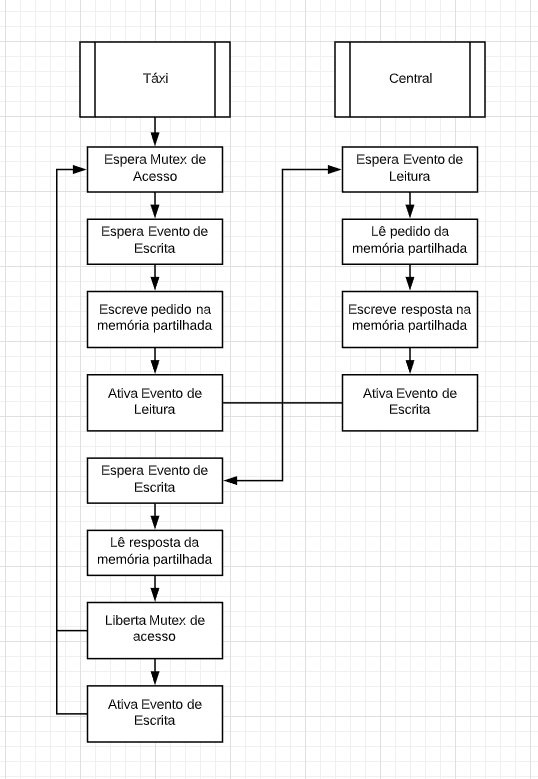 Táxi
Central
Espera Mutex de
Acesso
Espera Evento de
Escrita
Escreve pedido na
memória partilhada
Ativa Evento de
Leitura
Espera Evento de
Escrita
Lê resposta da
memória partilhada
Liberta Mutex de
acesso
Ativa Evento de
Escrita
Espera Evento de
Leitura
Lê pedido da
memória partilhada
Escreve resposta na
memória partilhada
Ativa Evento de
Escrita